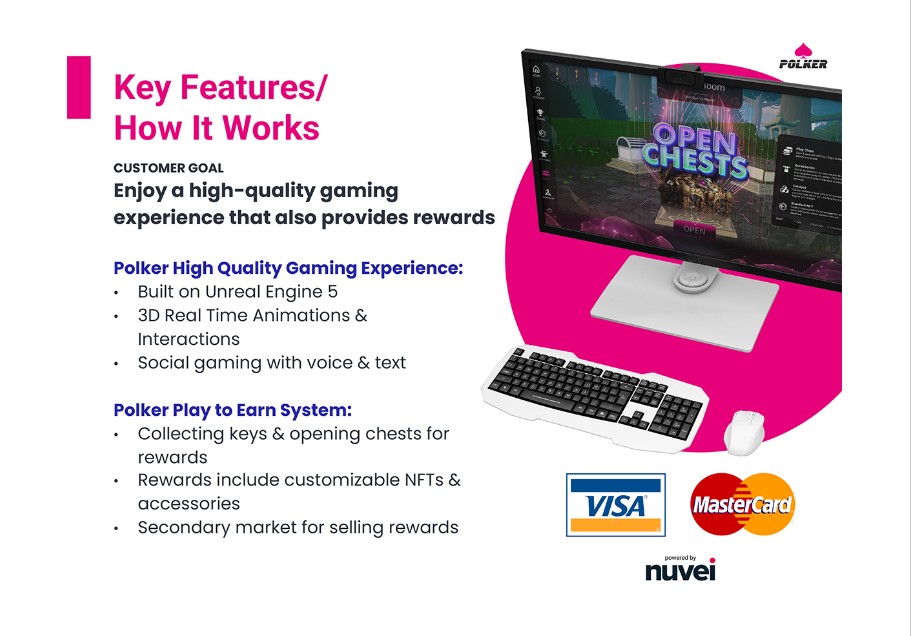 POLKER
Key Features/
How It Works
CUSTOMER GOAL
Enjoy a high-quality gaming
experience that also provides rewards
Polker High Quality Gaming Experience:
• Built on Unreal Engine 5
• 3D Real Time Animations &
Interactions
• Social gaming with voice & text
Polker Play to Earn System:
• Collecting keys & opening chests for
rewards
• Rewards include customizable NFTs &
accessories
• Secondary market for selling rewards
OPEN
CHESTS
OPEN
VISA
MasterCard
powered by
nuvei